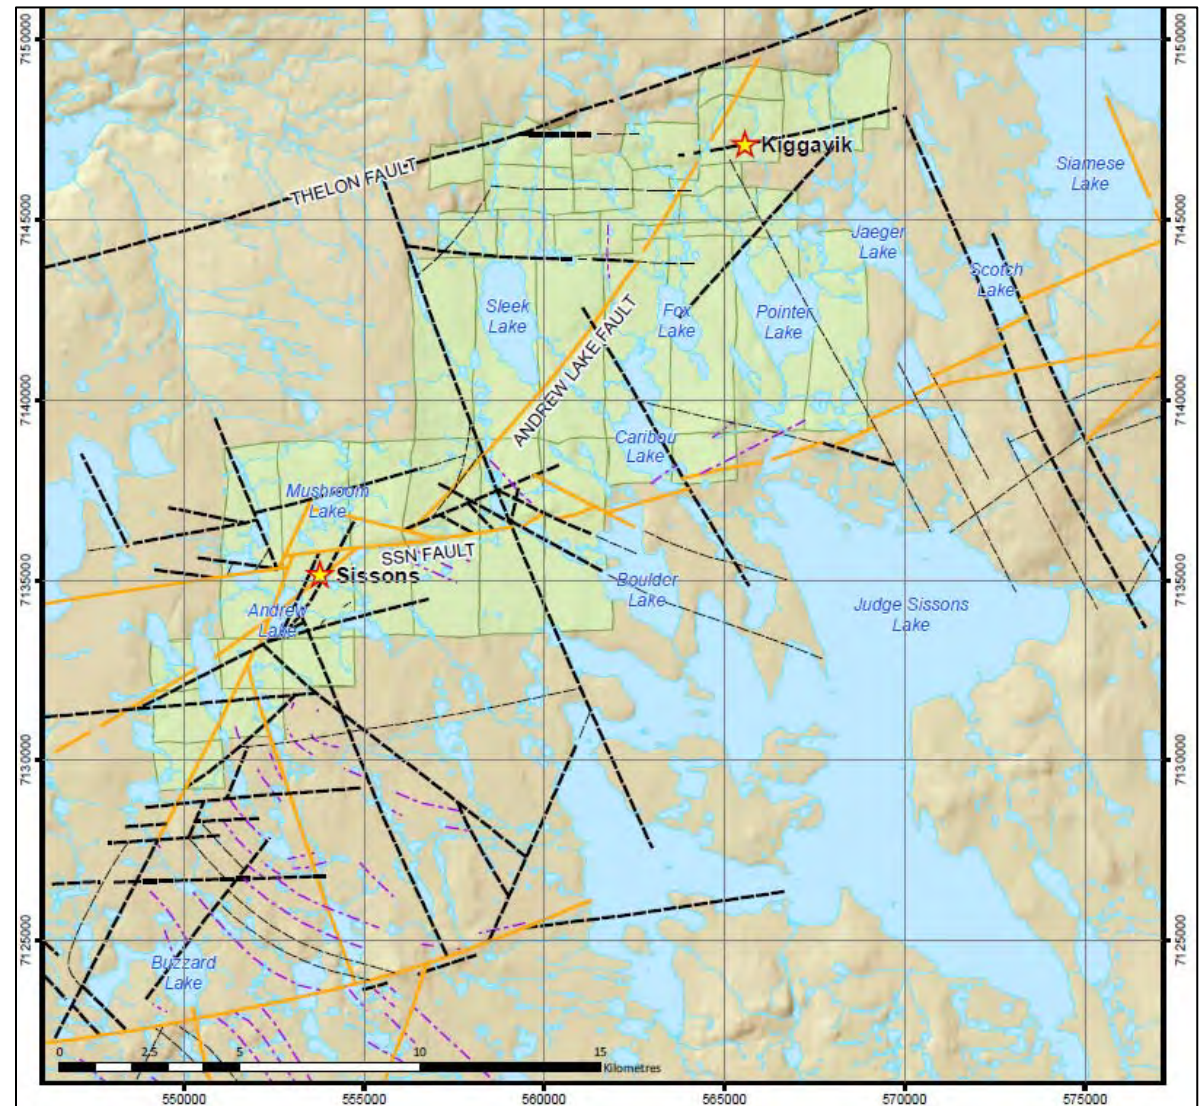 7150000
7150000
Kiggavik
Siamese
Lake
THELON FAULT
7145000
7145000
Jaeger
Lake
Scotch
Lake
Sleek
Lake
Fox
Lake
Pointer
Lake
ANDREW LAKE FAULT
7140000
7140000
Caribou
Lake
Mushroom
Lake
SSN FAULT
Sissons
7135000
7135000
Boulder
Lake
Judge Sissons
Lake
Andrew
Lake
7130000
7130000
7125000
7125000
Buzzard
Lake
0 2.5 5 10 15
Kilometres
550000 555000 560000 565000 570000 575000